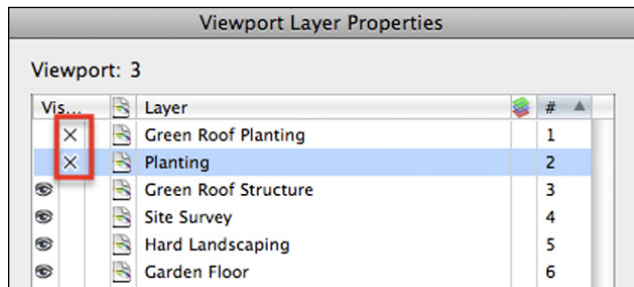 Viewport Layer Properties
Viewport: 3
Vis... Layer # 
Green Roof Planting 1
Planting 2
Green Roof Structure 3
Site Survey 4
Hard Landscaping 5
Garden Floor 6